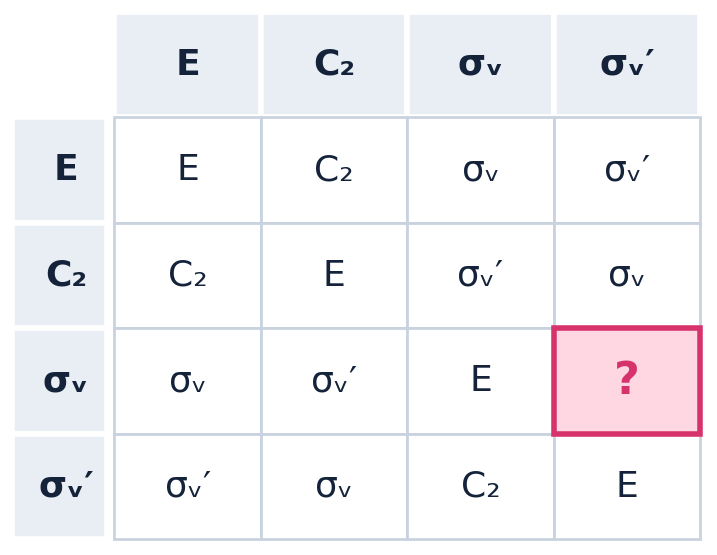 E C₂ σᵥ σᵥ′
E E C₂ σᵥ σᵥ′
C₂ C₂ E σᵥ′ σᵥ
σᵥ σᵥ σᵥ′ E ?
σᵥ′ σᵥ′ σᵥ C₂ E